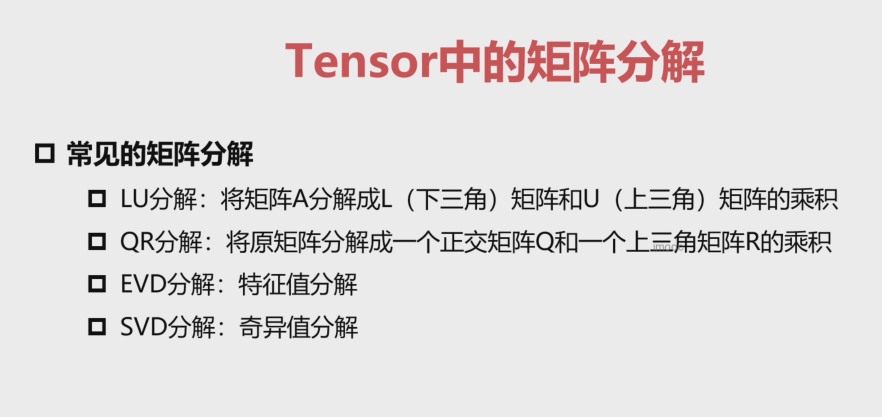 Tensor中的矩阵分解
常见的矩阵分解
LU分解：将矩阵A分解成L（下三角）矩阵和U（上三角）矩阵的乘积
QR分解：将原矩阵分解成一个正交矩阵Q和一个上三角矩阵R的乘积
EVD分解：特征值分解
SVD分解：奇异值分解